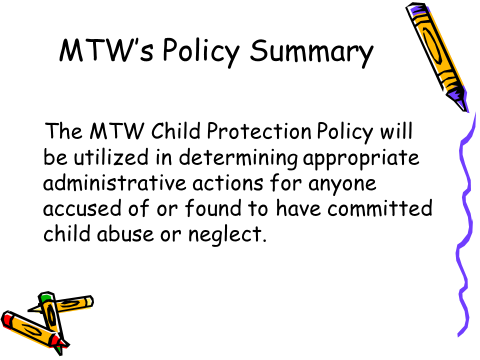 MTW's Policy Summary
The MTW Child Protection Policy will
be utilized in determining appropriate
administrative actions for anyone
accused of or found to have committed
child abuse or neglect.